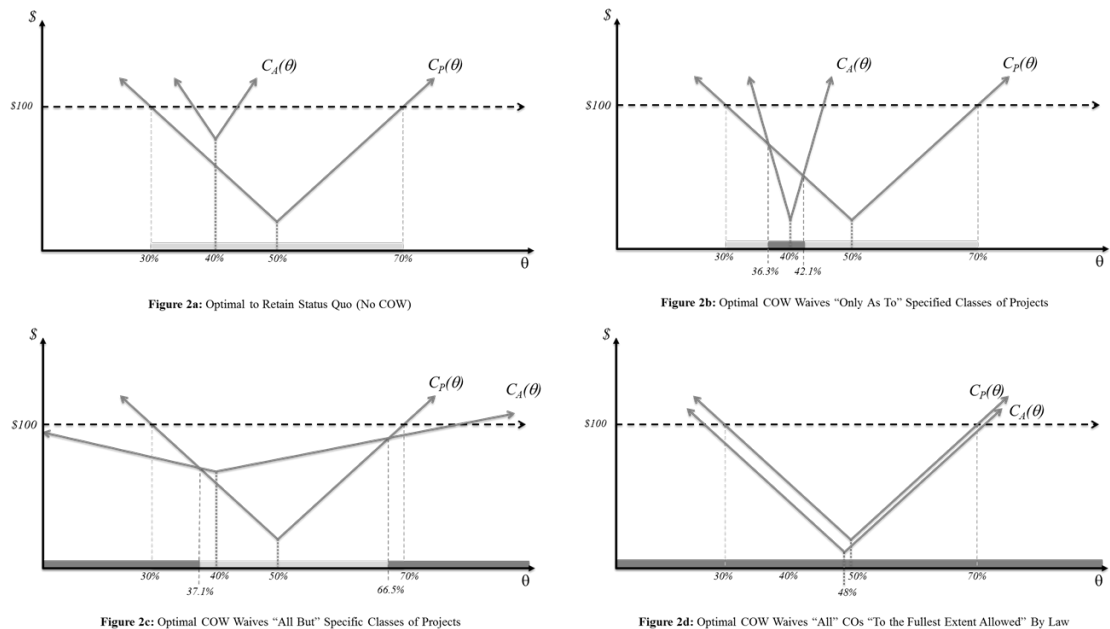 $
C_A(θ)
C_P(θ)
$100
30%
40%
50%
70%
θ
Figure 2a: Optimal to Retain Status Quo (No COW)
$
C_A(θ)
C_P(θ)
$100
30%
40%
50%
70%
36.3%
42.1%
θ
Figure 2b: Optimal COW Waives “Only As To” Specified Classes of Projects
$
C_P(θ)
C_A(θ)
$100
30%
40%
50%
70%
37.1%
66.5%
θ
Figure 2c: Optimal COW Waives “All But” Specific Classes of Projects
$
C_P(θ)
C_A(θ)
$100
30%
40%
50%
70%
48%
θ
Figure 2d: Optimal COW Waives “All” COs “To the Fullest Extent Allowed” By Law